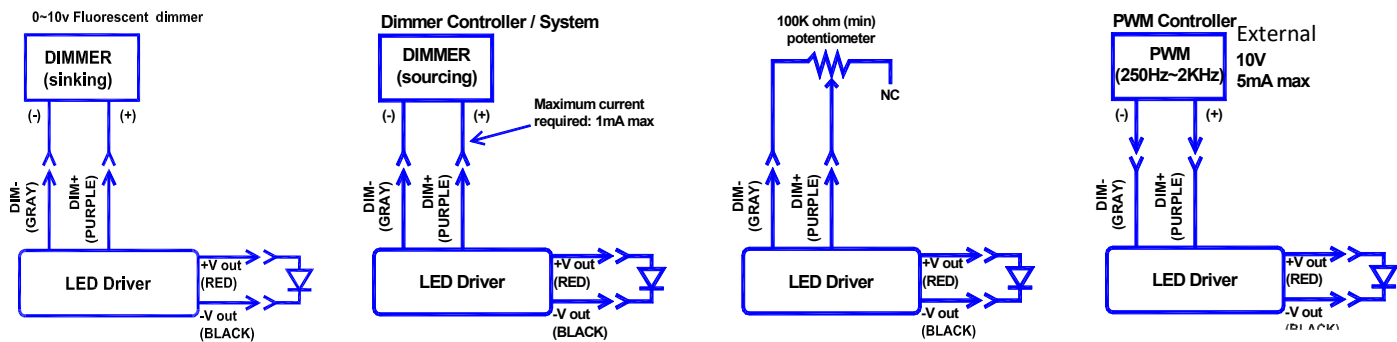 0~10v Fluorescent dimmer
DIMMER
(sinking)
(-)
(+)
DIM-
(GRAY)
DIM+
(PURPLE)
LED Driver
+V out
(RED)
-V out
(BLACK)
Dimmer Controller / System
DIMMER
(sourcing)
(-)
(+)
Maximum current
required: 1mA max
DIM-
(GRAY)
DIM+
(PURPLE)
LED Driver
+V out
(RED)
-V out
(BLACK)
100K ohm (min)
potentiometer
NC
DIM-
(GRAY)
DIM+
(PURPLE)
LED Driver
+V out
(RED)
-V out
(BLACK)
PWM Controller
External
PWM
(250Hz~2KHz)
10V
5mA max
(-)
(+)
DIM-
(GRAY)
DIM+
(PURPLE)
LED Driver
+V out
(RED)
-V out
(BLACK)